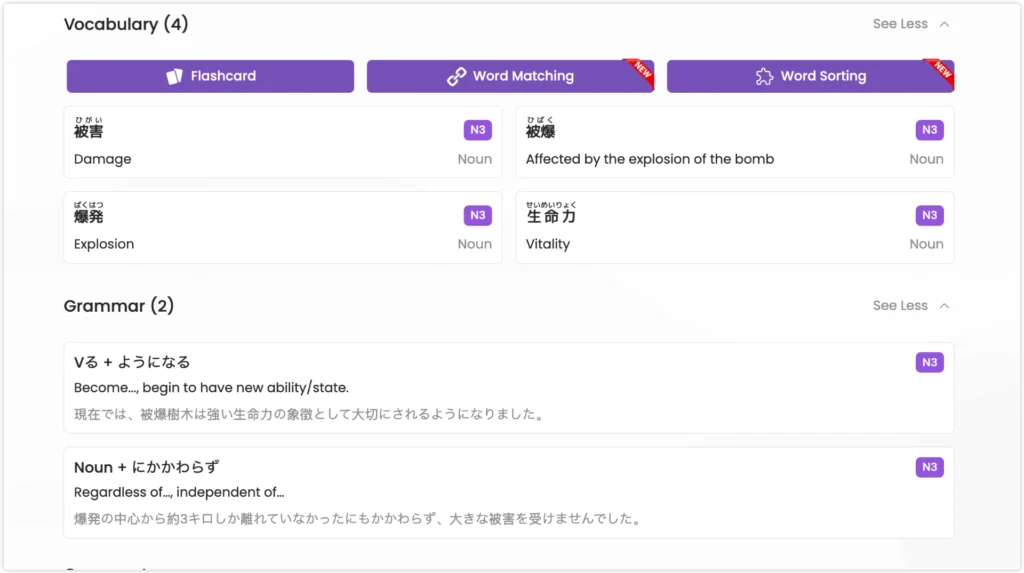 Vocabulary (4)
See Less
Flashcard
Word Matching
NEW
Word Sorting
NEW
ひがい
被害
N3
Damage
Noun
ひばく
被爆
N3
Affected by the explosion of the bomb
Noun
ばくはつ
爆発
N3
Explosion
Noun
せいめいりょく
生命力
N3
Vitality
Noun
Grammar (2)
See Less
Vる + ようになる
N3
Become..., begin to have new ability/state.
現在では、被爆樹木は強い生命力の象徴として大切にされるようになりました。
Noun + にかかわらず
N3
Regardless of..., independent of...
爆発の中心から約3キロしか離れていなかったにもかかわらず、大きな被害を受けませんでした。